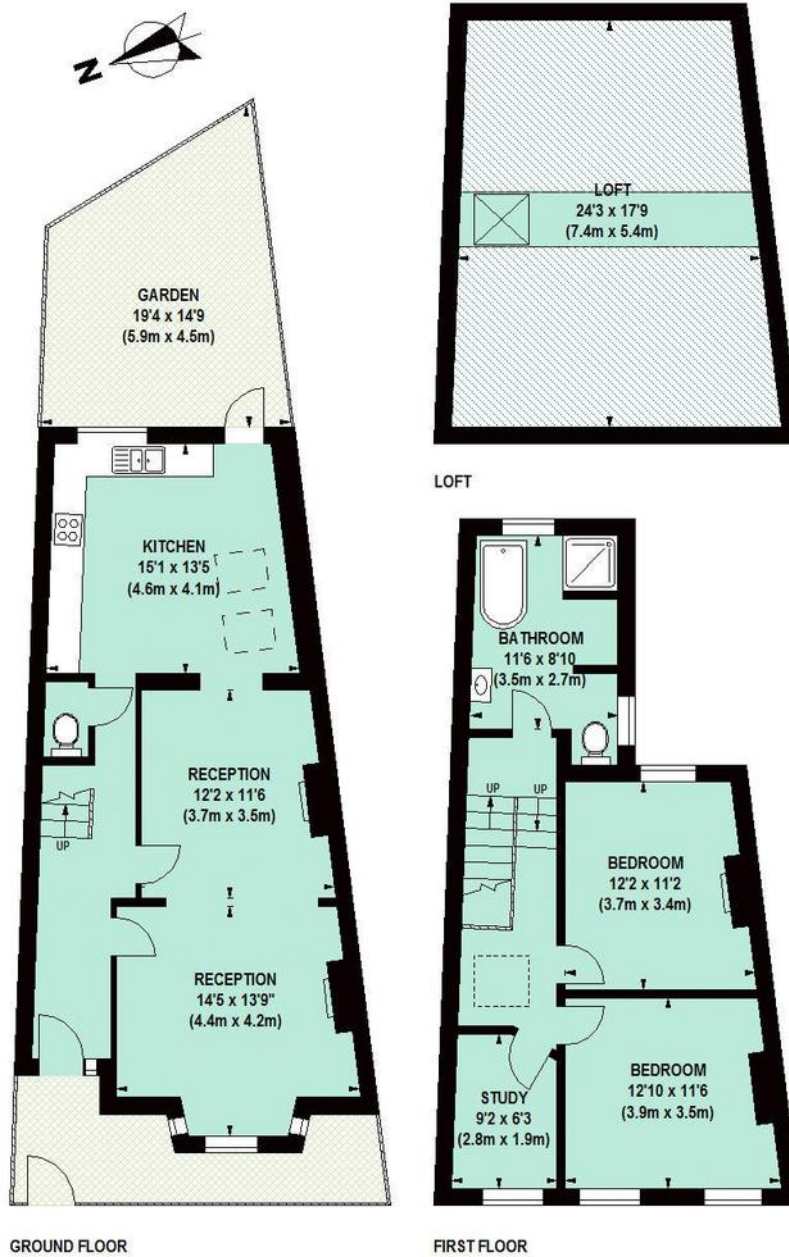 N
GARDEN
19'4 x 14'9
(5.9m x 4.5m)
KITCHEN
15'1 x 13'5
(4.6m x 4.1m)
RECEPTION
12'2 x 11'6
(3.7m x 3.5m)
UP
RECEPTION
14'5 x 13'9"
(4.4m x 4.2m)
GROUND FLOOR
LOFT
24'3 x 17'9
(7.4m x 5.4m)
LOFT
BATHROOM
11'6 x 8'10
(3.5m x 2.7m)
UP
UP
BEDROOM
12'2 x 11'2
(3.7m x 3.4m)
BEDROOM
12'10 x 11'6
(3.9m x 3.5m)
STUDY
9'2 x 6'3
(2.8m x 1.9m)
FIRST FLOOR